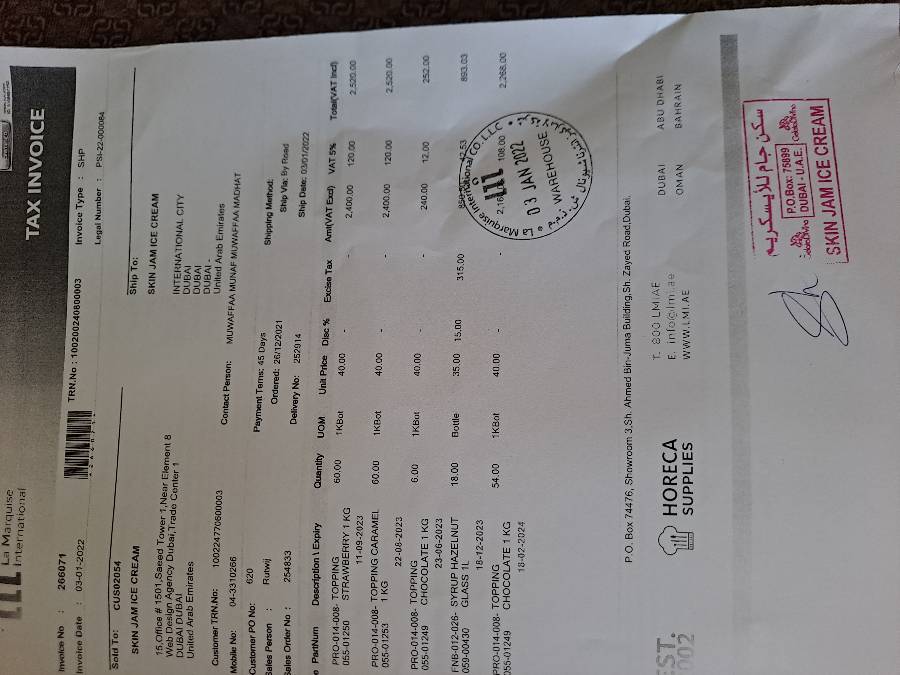 TAX INVOICE
La Marquise
International
Invoice No : 266071
TRN.No : 100200240800003
Invoice Type : SHP
Invoice Date : 03-01-2022
Legal Number : PSI-22-000084
Sold To: CUS02054
Ship To:
SKIN JAM ICE CREAM
SKIN JAM ICE CREAM
15,Office # 1501,Saeed Tower 1,Near Element 8
Web Design Agency Dubai,Trade Center 1
DUBAI DUBAI
United Arab Emirates
INTERNATIONAL CITY
DUBAI
DUBAI
DUBAI -
United Arab Emirates
Customer TRN.No: 100224770600003
Contact Person: MUWAFFAA MUNAF MUWAFFAA MADHAT
Mobile No: 04-3310266
Customer PO No: 620
Payment Terms: 45 Days
Shipping Method:
Sales Person : Rutwij
Ordered: 26/12/2021
Ship Via: By Road
Sales Order No : 254833
Delivery No: 252914
Ship Date: 03/01/2022
PartNum Description \ Expiry Quantity UOM Unit Price Disc % Excise Tax Amt(VAT Excl) VAT 5% Total(VAT Incl)
PRO-014-008- TOPPING 60.00 1KBot 40.00 - - 2,400.00 120.00 2,520.00
055-01250 STRAWBERRY 1 KG
11-09-2023
PRO-014-008- TOPPING CARAMEL 60.00 1KBot 40.00 - - 2,400.00 120.00 2,520.00
055-01253 1 KG
22-08-2023
PRO-014-008- TOPPING 6.00 1KBot 40.00 - - 240.00 12.00 252.00
055-01249 CHOCOLATE 1 KG
23-06-2023
FNB-012-026- SYRUP HAZELNUT 18.00 Bottle 35.00 15.00 315.00 893.03
059-00430 GLASS 1L
18-12-2023
PRO-014-008- TOPPING 54.00 1KBot 40.00 - - 108.00 2,268.00
055-01249 CHOCOLATE 1 KG
18-02-2024
La Marquise International CO. L.L.C
03 JAN 2022
WAREHOUSE
P.O. Box 74476, Showroom 3,Sh. Ahmed Bin-Juma Building,Sh. Zayed Road,Dubai.
EST.
2002
HORECA
SUPPLIES
T. 800 LMI.AE
E. info@lmi.ae
WWW.LMI.AE
DUBAI ABU DHABI
OMAN BAHRAIN
سكن جام للأيسكريم
P.O.Box: 75899
DUBAI - U.A.E.
SKIN JAM ICE CREAM